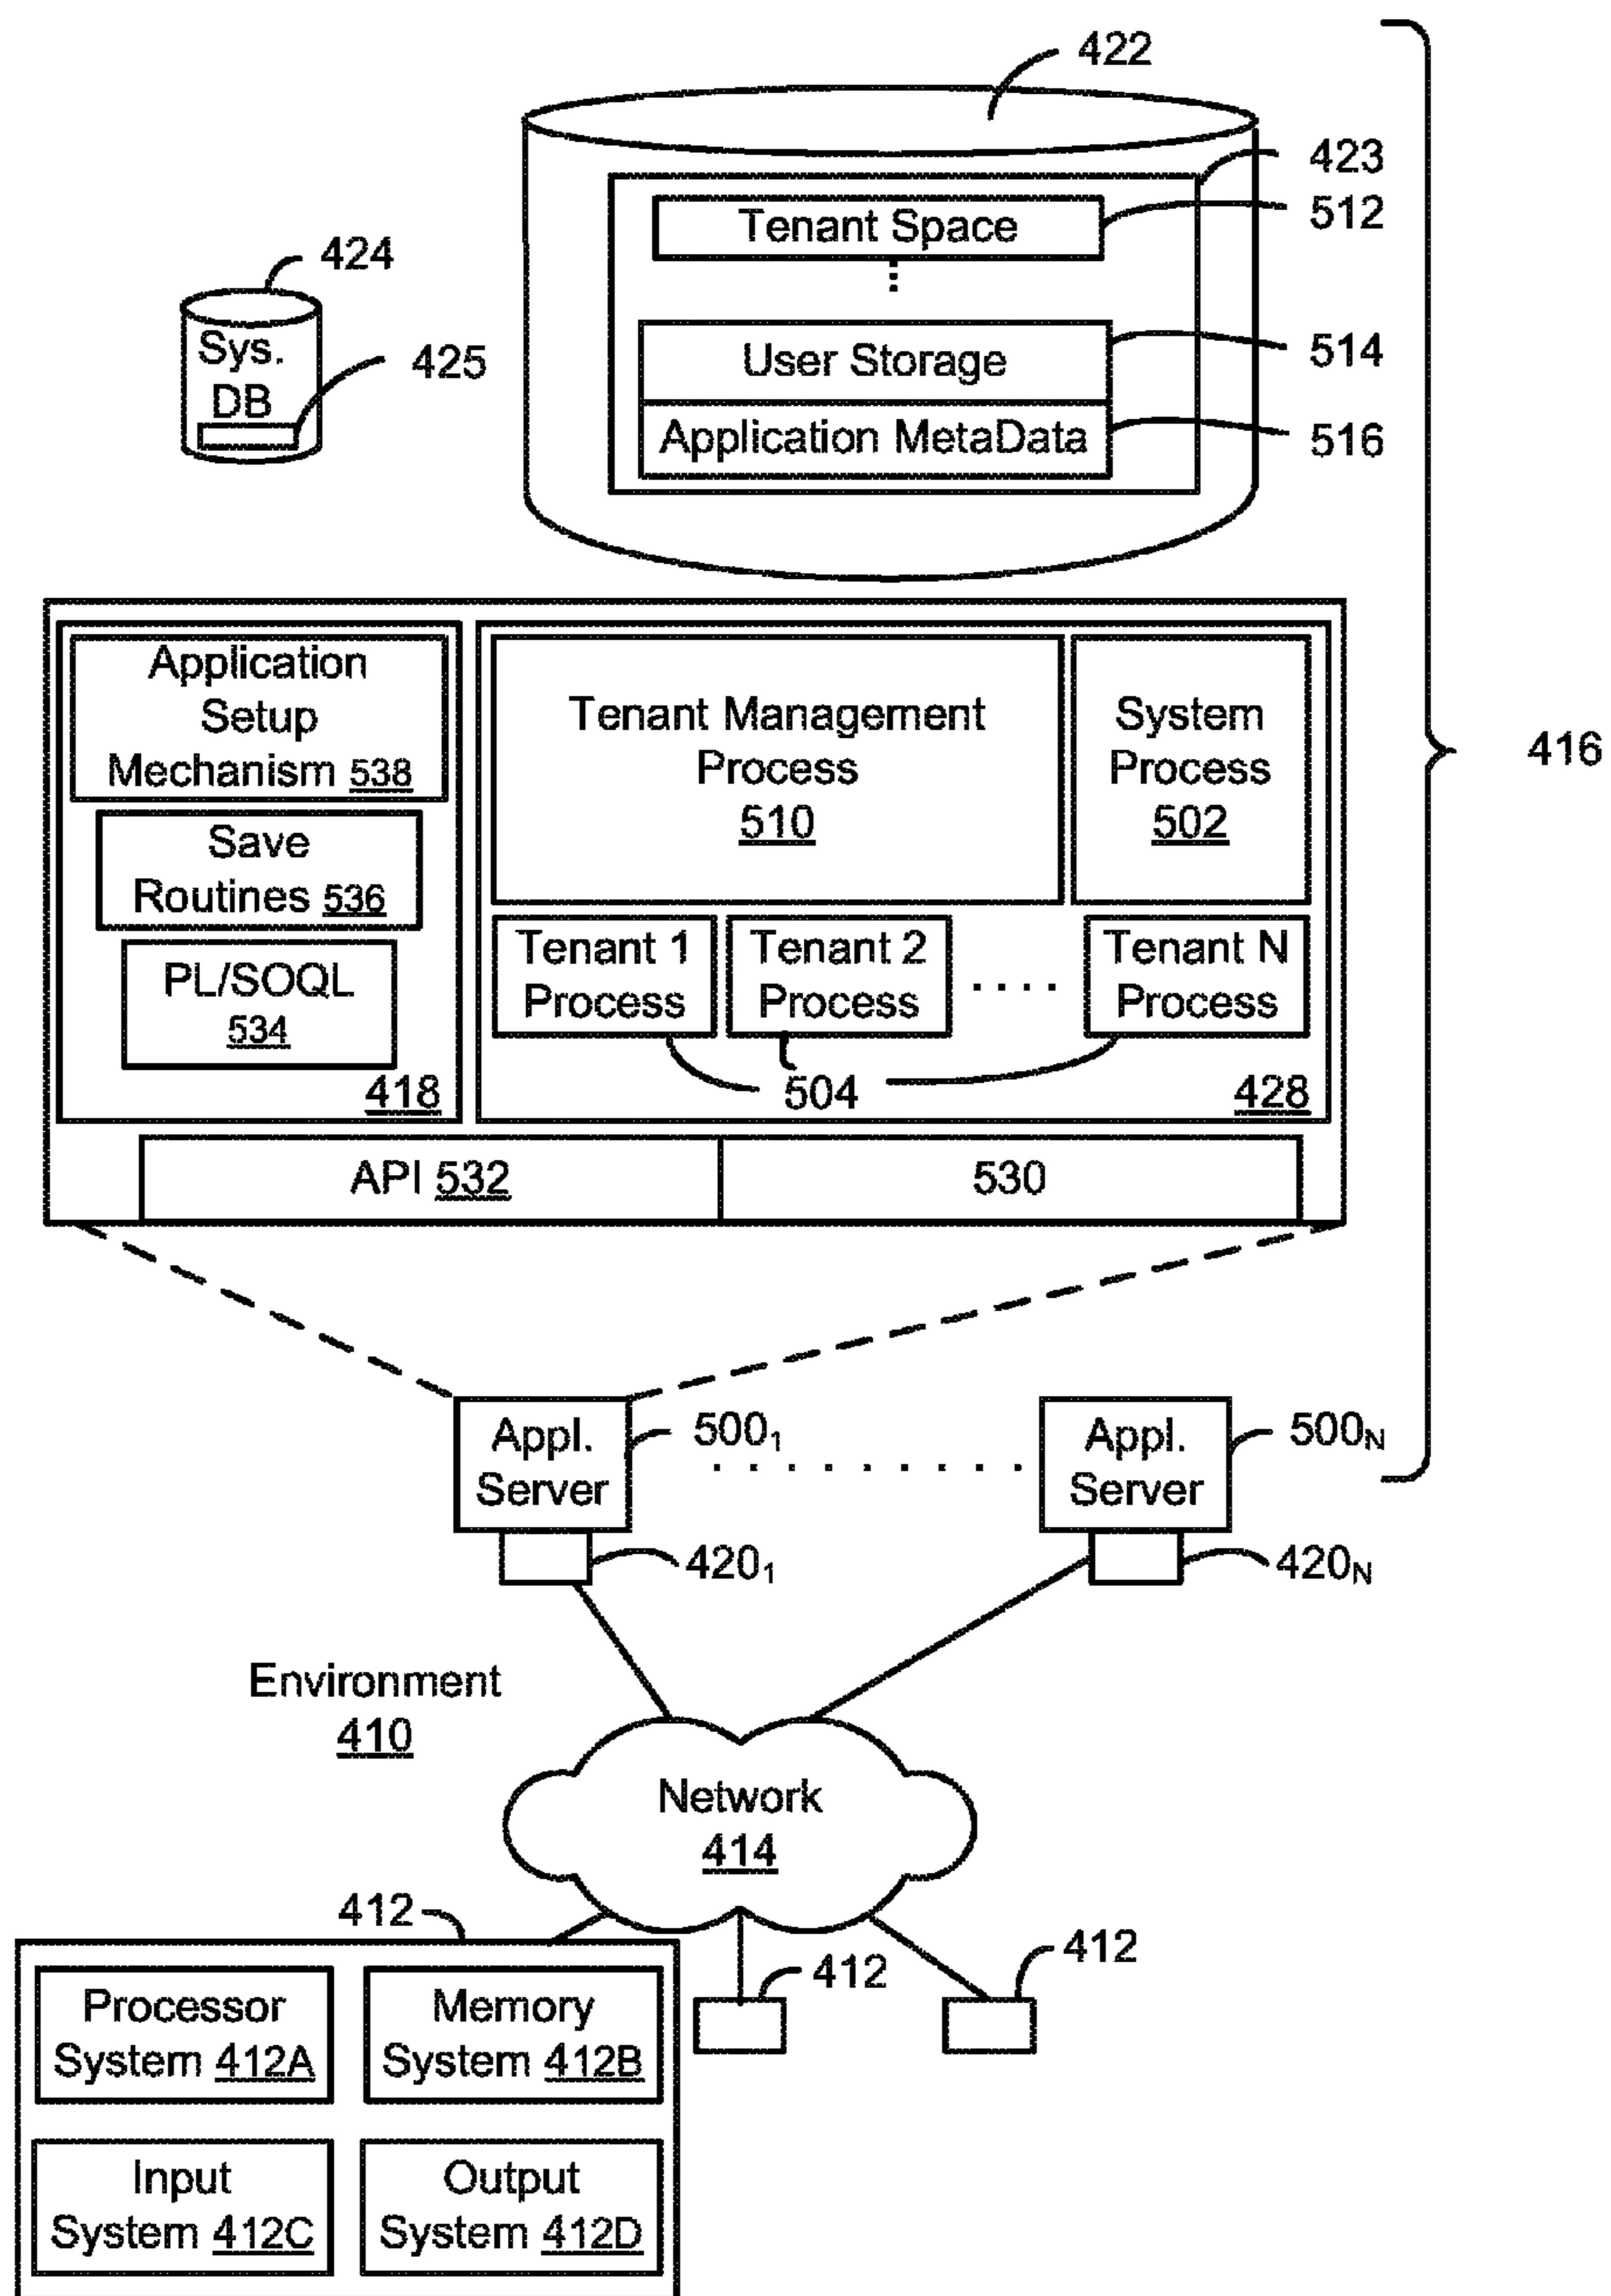 422
423
Tenant Space
512
424
Sys.
DB
425
User Storage
514
Application MetaData
516
Application
Setup
Mechanism 538
Tenant Management
Process
510
System
Process
502
416
Save
Routines 536
Tenant 1
Process
Tenant 2
Process
. . . .
Tenant N
Process
PL/SOQL
534
418
504
428
API 532
530
Appl.
Server
500₁
. . . . . . . . . .
Appl.
Server
500N
420₁
420N
Environment
410
Network
414
412
412
412
Processor
System 412A
Memory
System 412B
Input
System 412C
Output
System 412D